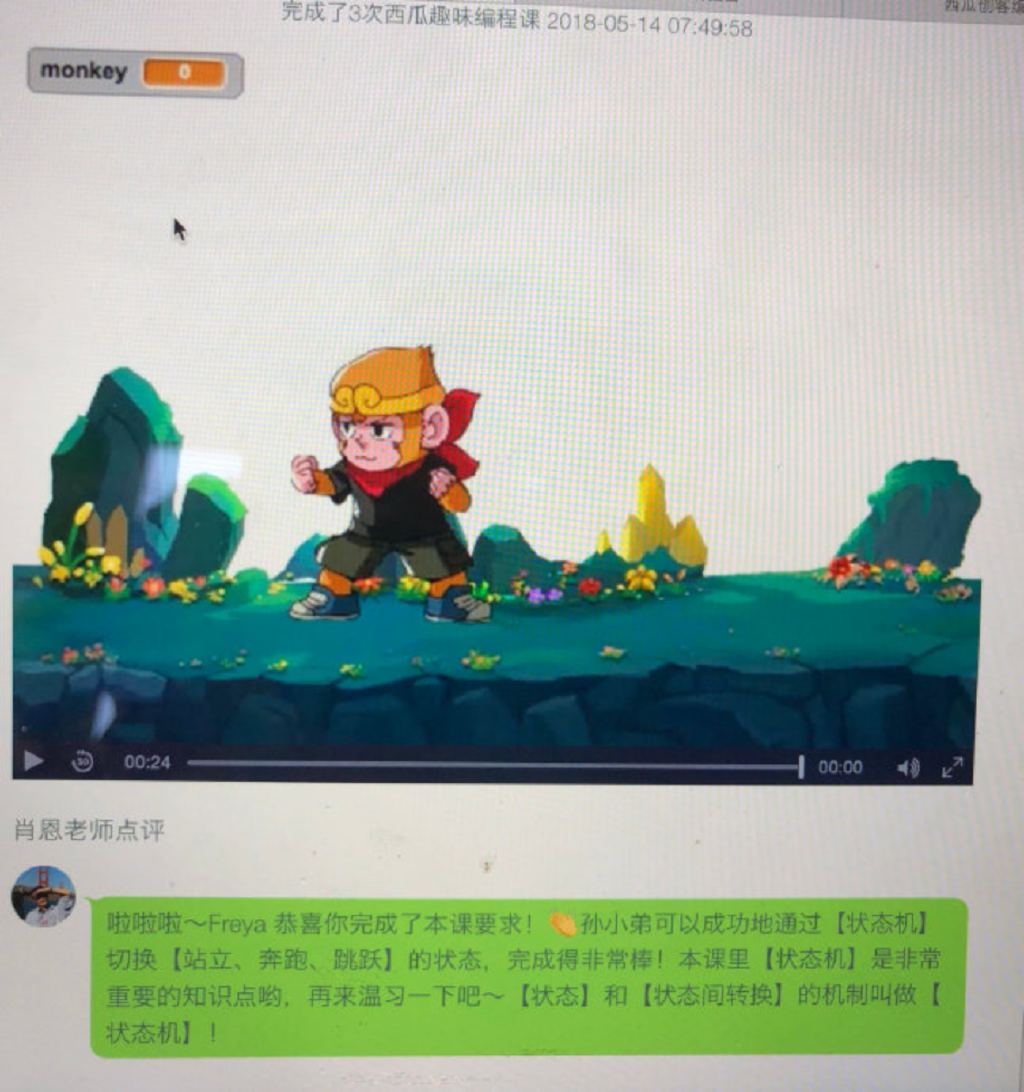 完成了3次西瓜趣味编程课 2018-05-14 07:49:58
西瓜创客编
monkey 0
30 00:24 00:00
肖恩老师点评
啦啦啦～Freya 恭喜你完成了本课要求！👏孙小弟可以成功地通过【状态机】
切换【站立、奔跑、跳跃】的状态，完成得非常棒！本课里【状态机】是非常
重要的知识点哟，再来温习一下吧～【状态】和【状态间转换】的机制叫做【
状态机】！